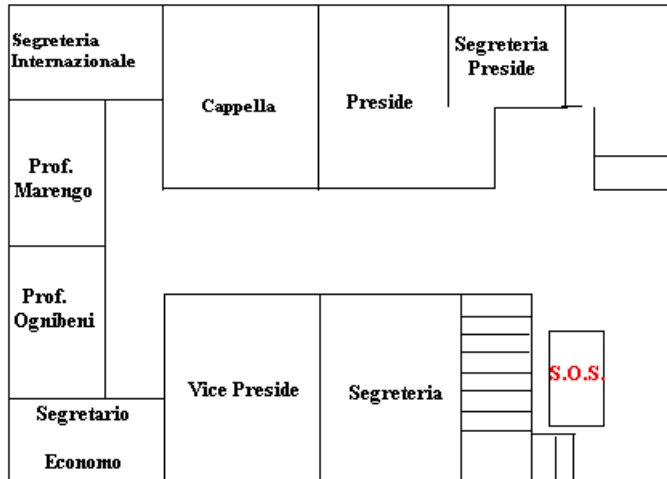 Segreteria
Internazionale
Cappella
Preside
Segreteria
Preside
Prof.
Marengo
Prof.
Ognibeni
Vice Preside
Segreteria
S.O.S.
Segretario
Economo